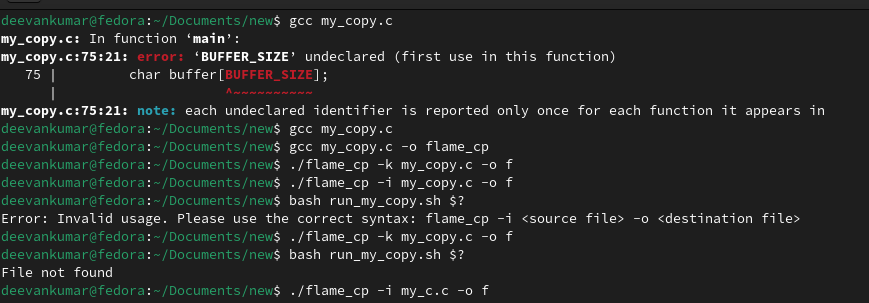 deevankumar@fedora:~/Documents/new$ gcc my_copy.c
my_copy.c: In function ‘main’:
my_copy.c:75:21: error: ‘BUFFER_SIZE’ undeclared (first use in this function)
   75 |         char buffer[BUFFER_SIZE];
      |                     ^~~~~~~~~~~
my_copy.c:75:21: note: each undeclared identifier is reported only once for each function it appears in
deevankumar@fedora:~/Documents/new$ gcc my_copy.c
deevankumar@fedora:~/Documents/new$ gcc my_copy.c -o flame_cp
deevankumar@fedora:~/Documents/new$ ./flame_cp -k my_copy.c -o f
deevankumar@fedora:~/Documents/new$ ./flame_cp -i my_copy.c -o f
deevankumar@fedora:~/Documents/new$ bash run_my_copy.sh $?
Error: Invalid usage. Please use the correct syntax: flame_cp -i <source file> -o <destination file>
deevankumar@fedora:~/Documents/new$ ./flame_cp -k my_copy.c -o f
deevankumar@fedora:~/Documents/new$ bash run_my_copy.sh $?
File not found
deevankumar@fedora:~/Documents/new$ ./flame_cp -i my_c.c -o f